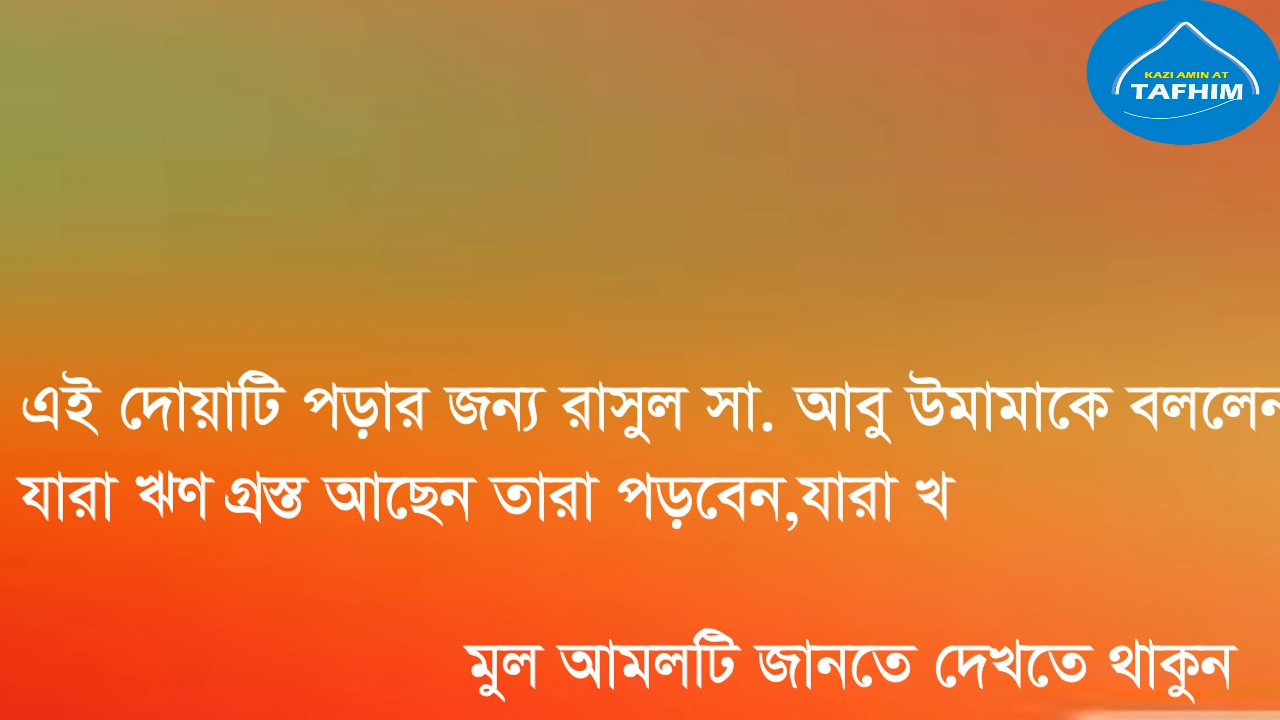 KAZI AMIN AT
TAFHIM
এই দোয়াটি পড়ার জন্য রাসুল সা. আবু উমামাকে বললেন
যারা ঋণ গ্রস্ত আছেন তারা পড়বেন,যারা খ
মুল আমলটি জানতে দেখতে থাকুন